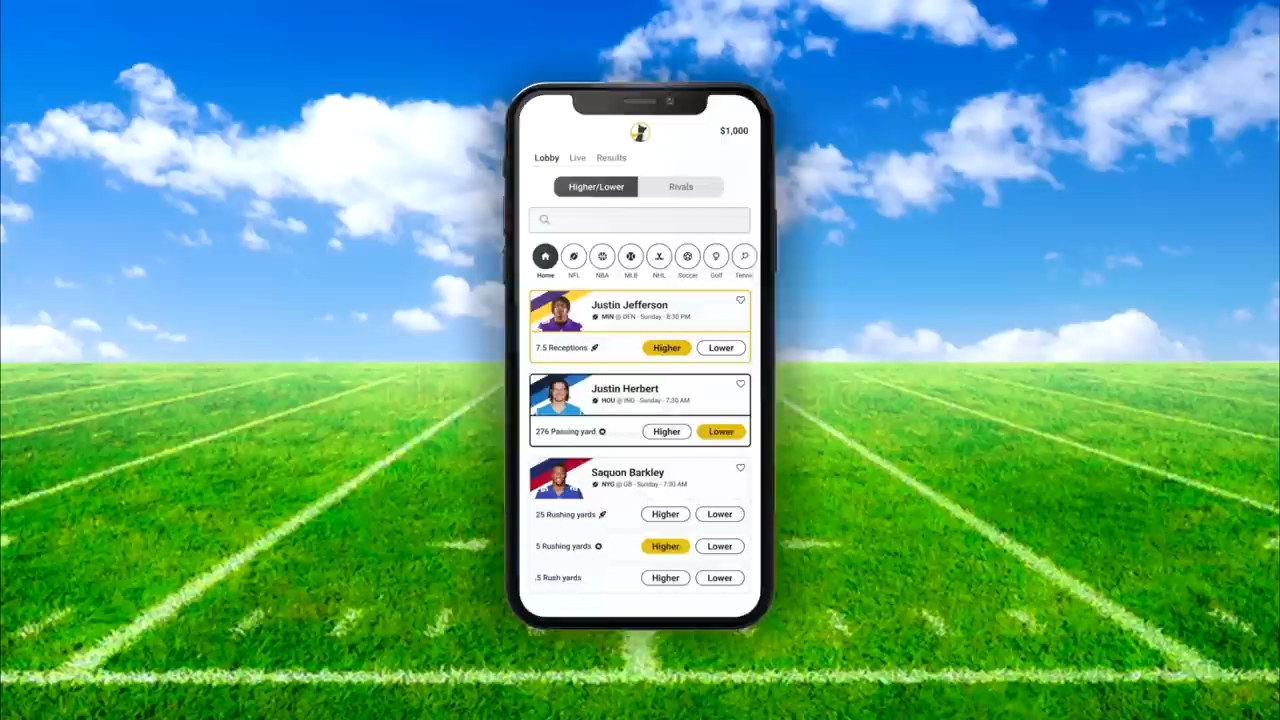 $1,000
Lobby Live Results
Higher/Lower Rivals
Home NFL NBA MLB NHL Soccer Golf Tennis
Justin Jefferson
MIN @ DEN - Sunday - 8:30 PM
7.5 Receptions Higher Lower
Justin Herbert
HOU @ IND - Sunday - 7:30 AM
276 Passing yard Higher Lower
Saquon Barkley
NYG @ GB - Sunday - 7:30 AM
25 Rushing yards Higher Lower
5 Rushing yards Higher Lower
.5 Rush yards Higher Lower